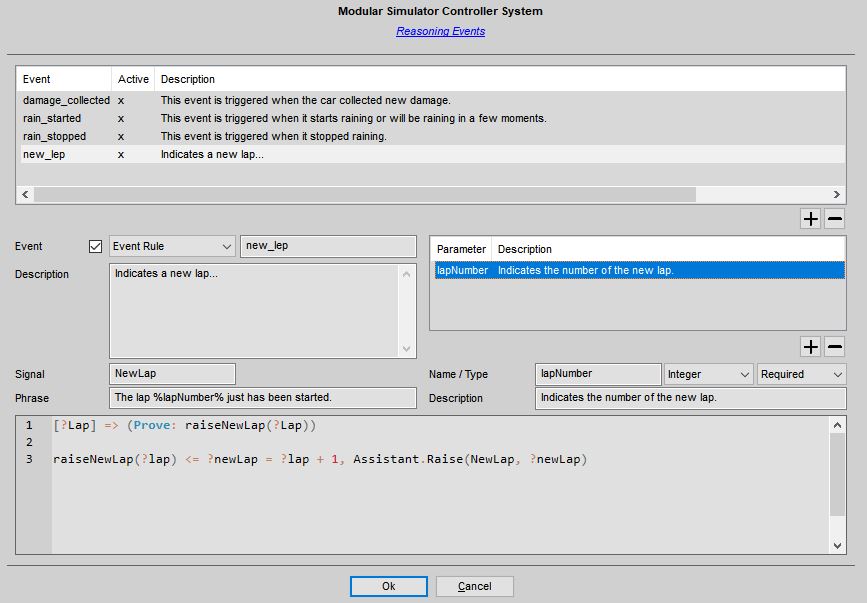 Modular Simulator Controller System
Reasoning Events
Event Active Description
damage_collected x This event is triggered when the car collected new damage.
rain_started x This event is triggered when it starts raining or will be raining in a few moments.
rain_stopped x This event is triggered when it stopped raining.
new_lep x Indicates a new lap...
Event Event Rule new_lep
Parameter Description
lapNumber Indicates the number of the new lap.
Description Indicates a new lap...
Signal NewLap
Name / Type lapNumber Integer Required
Phrase The lap %lapNumber% just has been started.
Description Indicates the number of the new lap.
1 [?Lap] => (Prove: raiseNewLap(?Lap))
2
3 raiseNewLap(?lap) <= ?newLap = ?lap + 1, Assistant.Raise(NewLap, ?newLap)
Ok Cancel